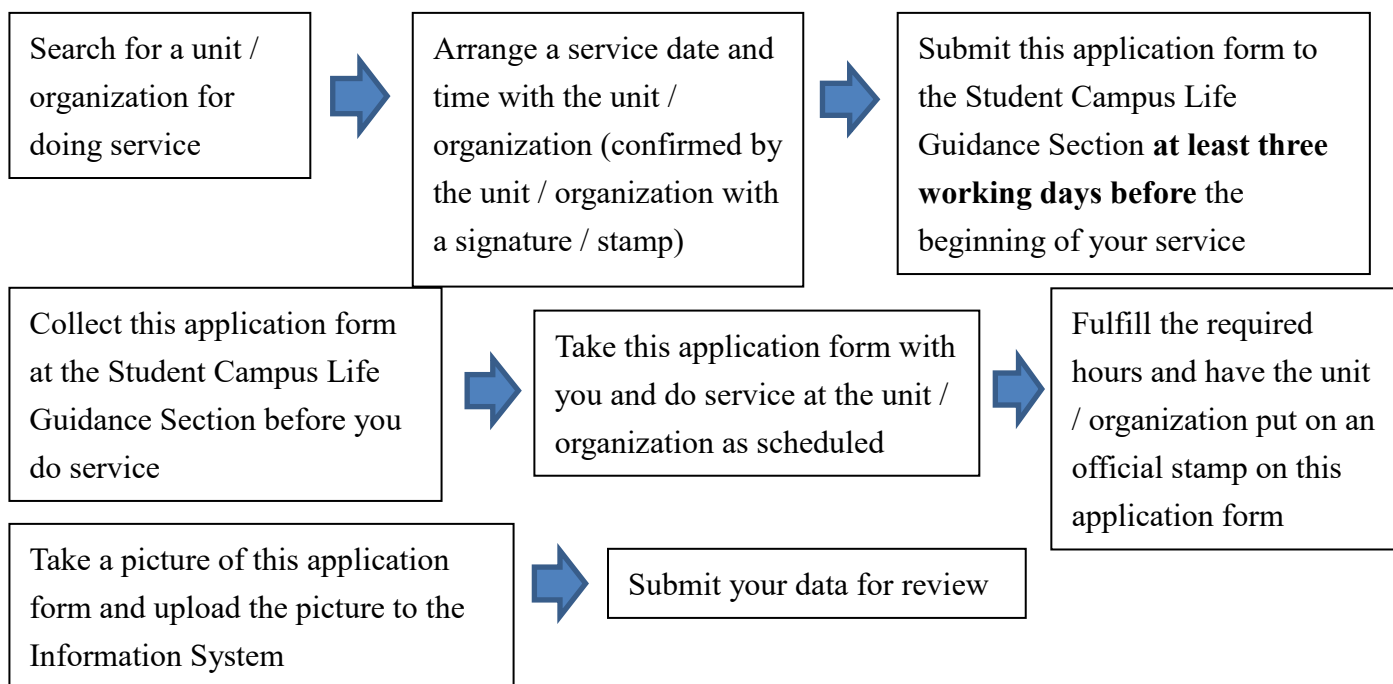 Search for a unit /
organization for
doing service
Arrange a service date and
time with the unit /
organization (confirmed by
the unit / organization with
a signature / stamp)
Submit this application form to
the Student Campus Life
Guidance Section at least three
working days before the
beginning of your service
Collect this application form
at the Student Campus Life
Guidance Section before you
do service
Take this application form with
you and do service at the unit /
organization as scheduled
Fulfill the required
hours and have the unit
/ organization put on an
official stamp on this
application form
Take a picture of this application
form and upload the picture to the
Information System
Submit your data for review